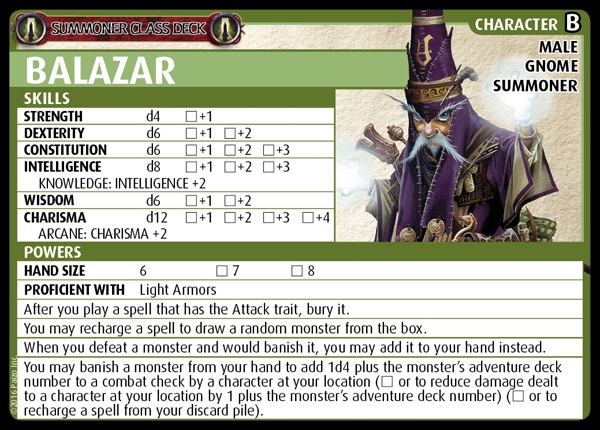 SUMMONER CLASS DECK
CHARACTER B
BALAZAR
MALE
GNOME
SUMMONER
SKILLS
STRENGTH d4 □ +1
DEXTERITY d6 □ +1 □ +2
CONSTITUTION d6 □ +1 □ +2 □ +3
INTELLIGENCE d8 □ +1 □ +2 □ +3
KNOWLEDGE: INTELLIGENCE +2
WISDOM d6 □ +1 □ +2
CHARISMA d12 □ +1 □ +2 □ +3 □ +4
ARCANE: CHARISMA +2
POWERS
HAND SIZE 6 □ 7 □ 8
PROFICIENT WITH Light Armors
After you play a spell that has the Attack trait, bury it.
You may recharge a spell to draw a random monster from the box.
When you defeat a monster and would banish it, you may add it to your hand instead.
You may banish a monster from your hand to add 1d4 plus the monster's adventure deck
number to a combat check by a character at your location (□ or to reduce damage dealt
to a character at your location by 1 plus the monster's adventure deck number) (□ or to
recharge a spell from your discard pile).
©2016 Paizo Inc.